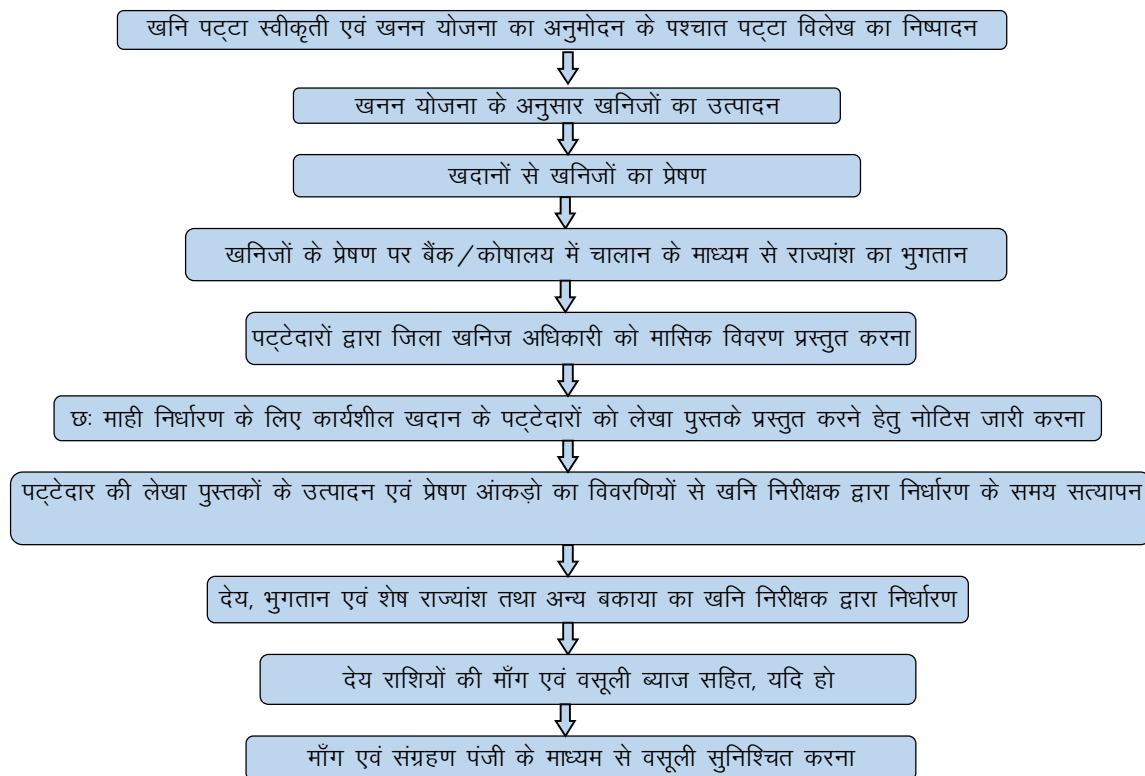 खनि पट्टा स्वीकृती एवं खनन योजना का अनुमोदन के पश्चात पट्टा विलेख का निष्पादन
खनन योजना के अनुसार खनिजों का उत्पादन
खदानों से खनिजों का प्रेषण
खनिजों के प्रेषण पर बैंक/कोषालय में चालान के माध्यम से राज्यांश का भुगतान
पट्टेदारों द्वारा जिला खनिज अधिकारी को मासिक विवरण प्रस्तुत करना
छः माही निर्धारण के लिए कार्यशील खदान के पट्टेदारों को लेखा पुस्तके प्रस्तुत करने हेतु नोटिस जारी करना
पट्टेदार की लेखा पुस्तकों के उत्पादन एवं प्रेषण आंकड़ो का विवरणियों से खनि निरीक्षक द्वारा निर्धारण के समय सत्यापन
देय, भुगतान एवं शेष राज्यांश तथा अन्य बकाया का खनि निरीक्षक द्वारा निर्धारण
देय राशियों की माँग एवं वसूली ब्याज सहित, यदि हो
माँग एवं संग्रहण पंजी के माध्यम से वसूली सुनिश्चित करना